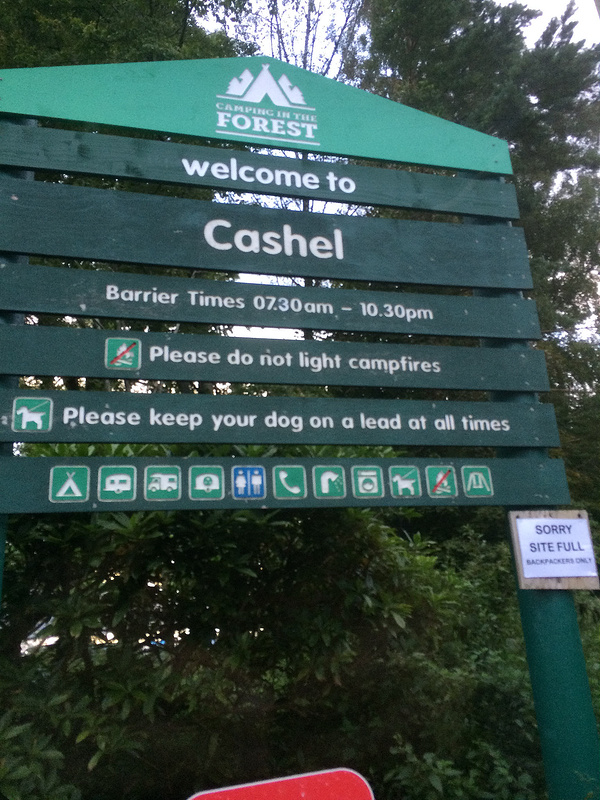 CAMPING IN THE
FOREST
welcome to
Cashel
Barrier Times 07.30am - 10.30pm
Please do not light campfires
Please keep your dog on a lead at all times
SORRY
SITE FULL
BACKPACKERS ONLY